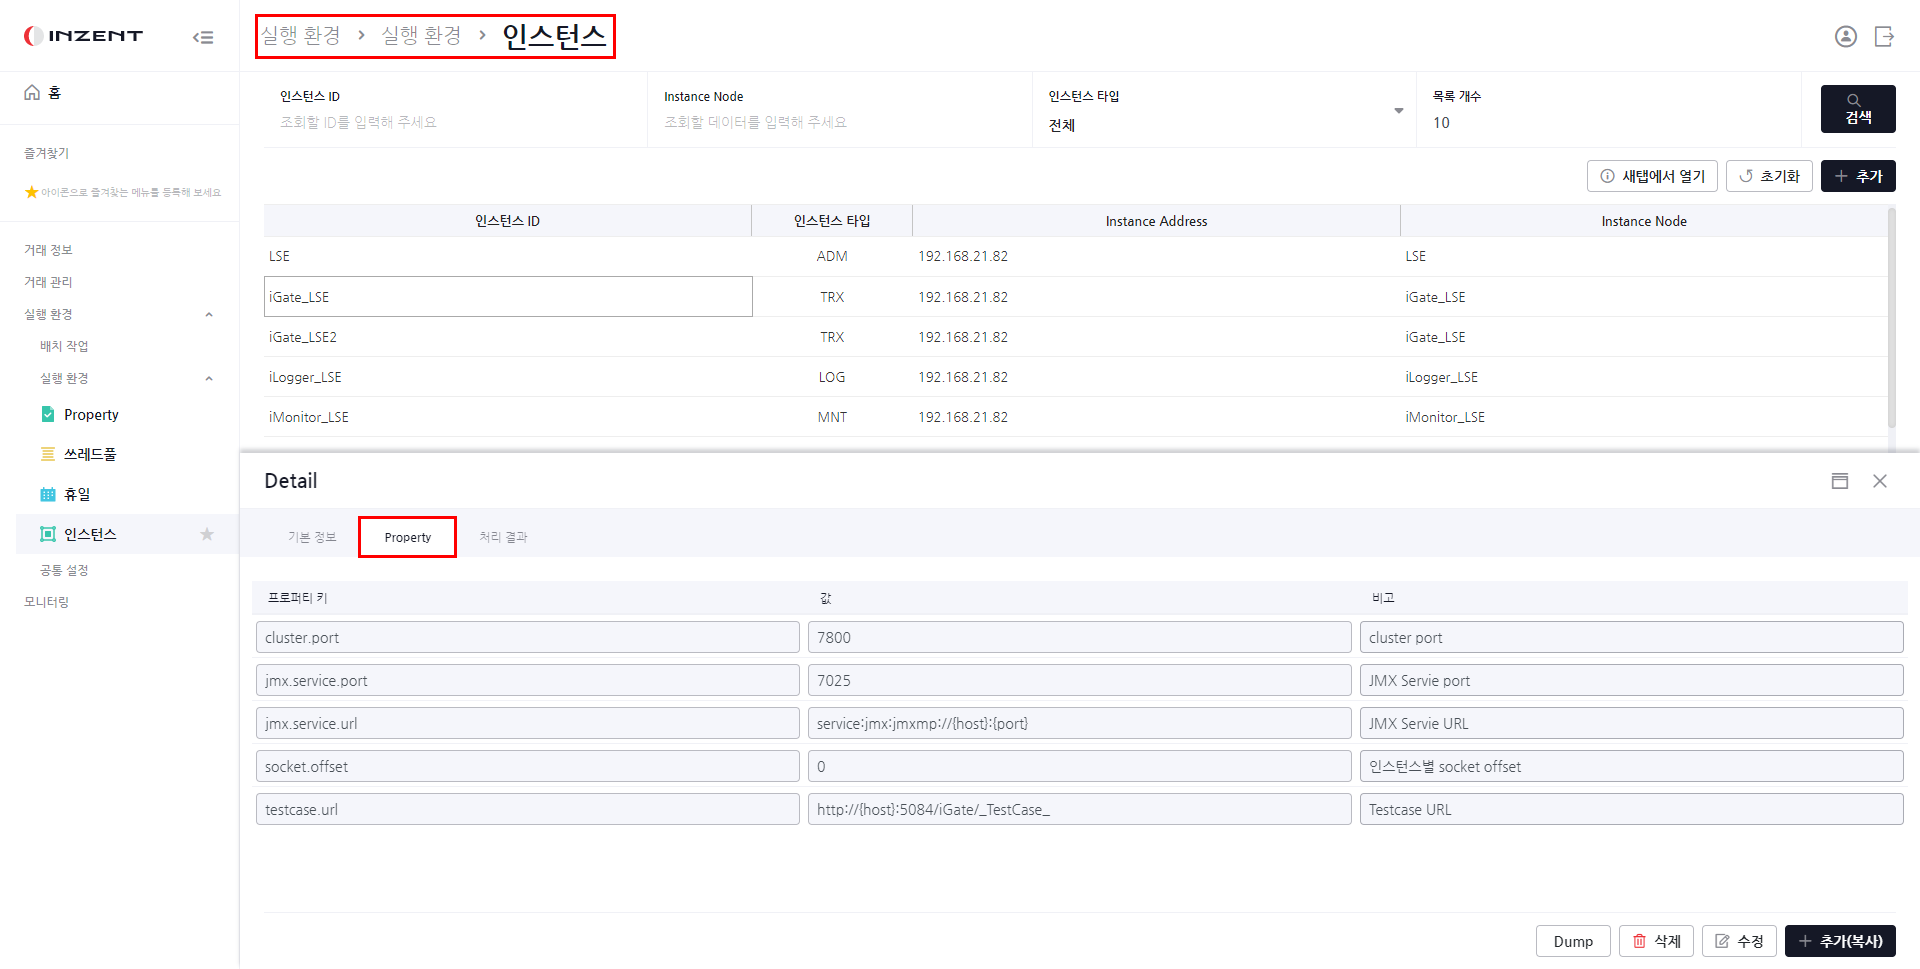 INZENT
실행 환경 > 실행 환경 > 인스턴스
홈
즐겨찾기
아이콘으로 즐겨찾는 메뉴를 등록해 보세요
거래 정보
거래 관리
실행 환경
배치 작업
실행 환경
Property
쓰레드풀
휴일
인스턴스
공통 설정
모니터링
인스턴스 ID
조회할 ID를 입력해 주세요
Instance Node
조회할 데이터를 입력해 주세요
인스턴스 타입
전체
목록 개수
10
검색
새탭에서 열기 초기화 추가
인스턴스 ID 인스턴스 타입 Instance Address Instance Node
LSE ADM 192.168.21.82 LSE
iGate_LSE TRX 192.168.21.82 iGate_LSE
iGate_LSE2 TRX 192.168.21.82 iGate_LSE
iLogger_LSE LOG 192.168.21.82 iLogger_LSE
iMonitor_LSE MNT 192.168.21.82 iMonitor_LSE
Detail
기본 정보 Property 처리 결과
프로퍼티 키 값 비고
cluster.port 7800 cluster port
jmx.service.port 7025 JMX Servie port
jmx.service.url service:jmx:jmxmp://{host}:{port} JMX Servie URL
socket.offset 0 인스턴스별 socket offset
testcase.url http://{host}:5084/iGate/_TestCase_ Testcase URL
Dump 삭제 수정 추가(복사)